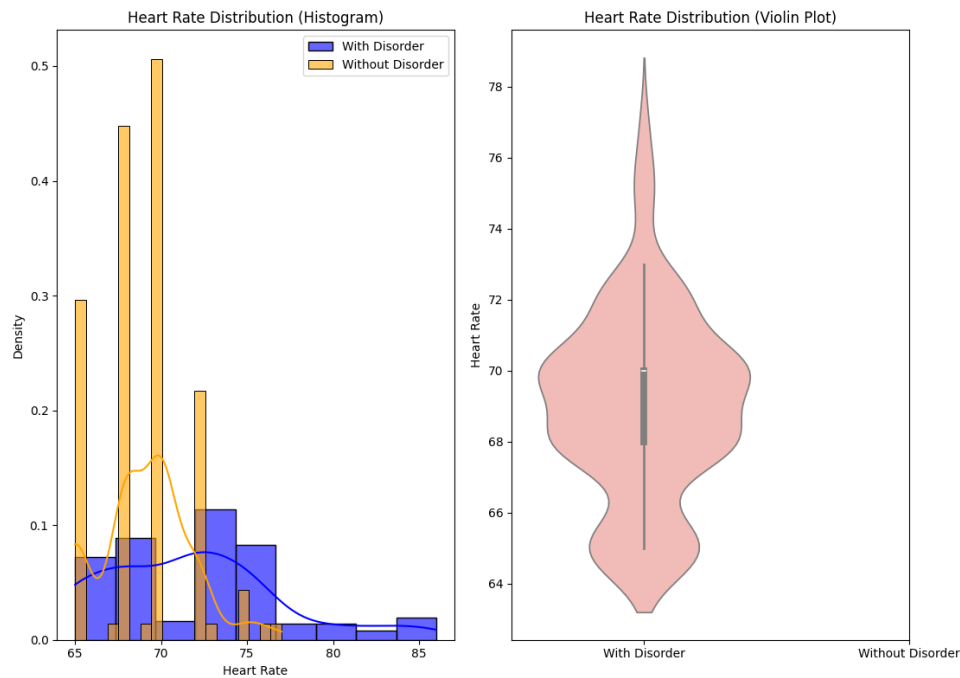 Heart Rate Distribution (Histogram)
With Disorder
Without Disorder
0.5
0.4
0.3
0.2
0.1
0.0
Density
65
70
75
80
85
Heart Rate
Heart Rate Distribution (Violin Plot)
78
76
74
72
70
68
66
64
Heart Rate
With Disorder
Without Disorder